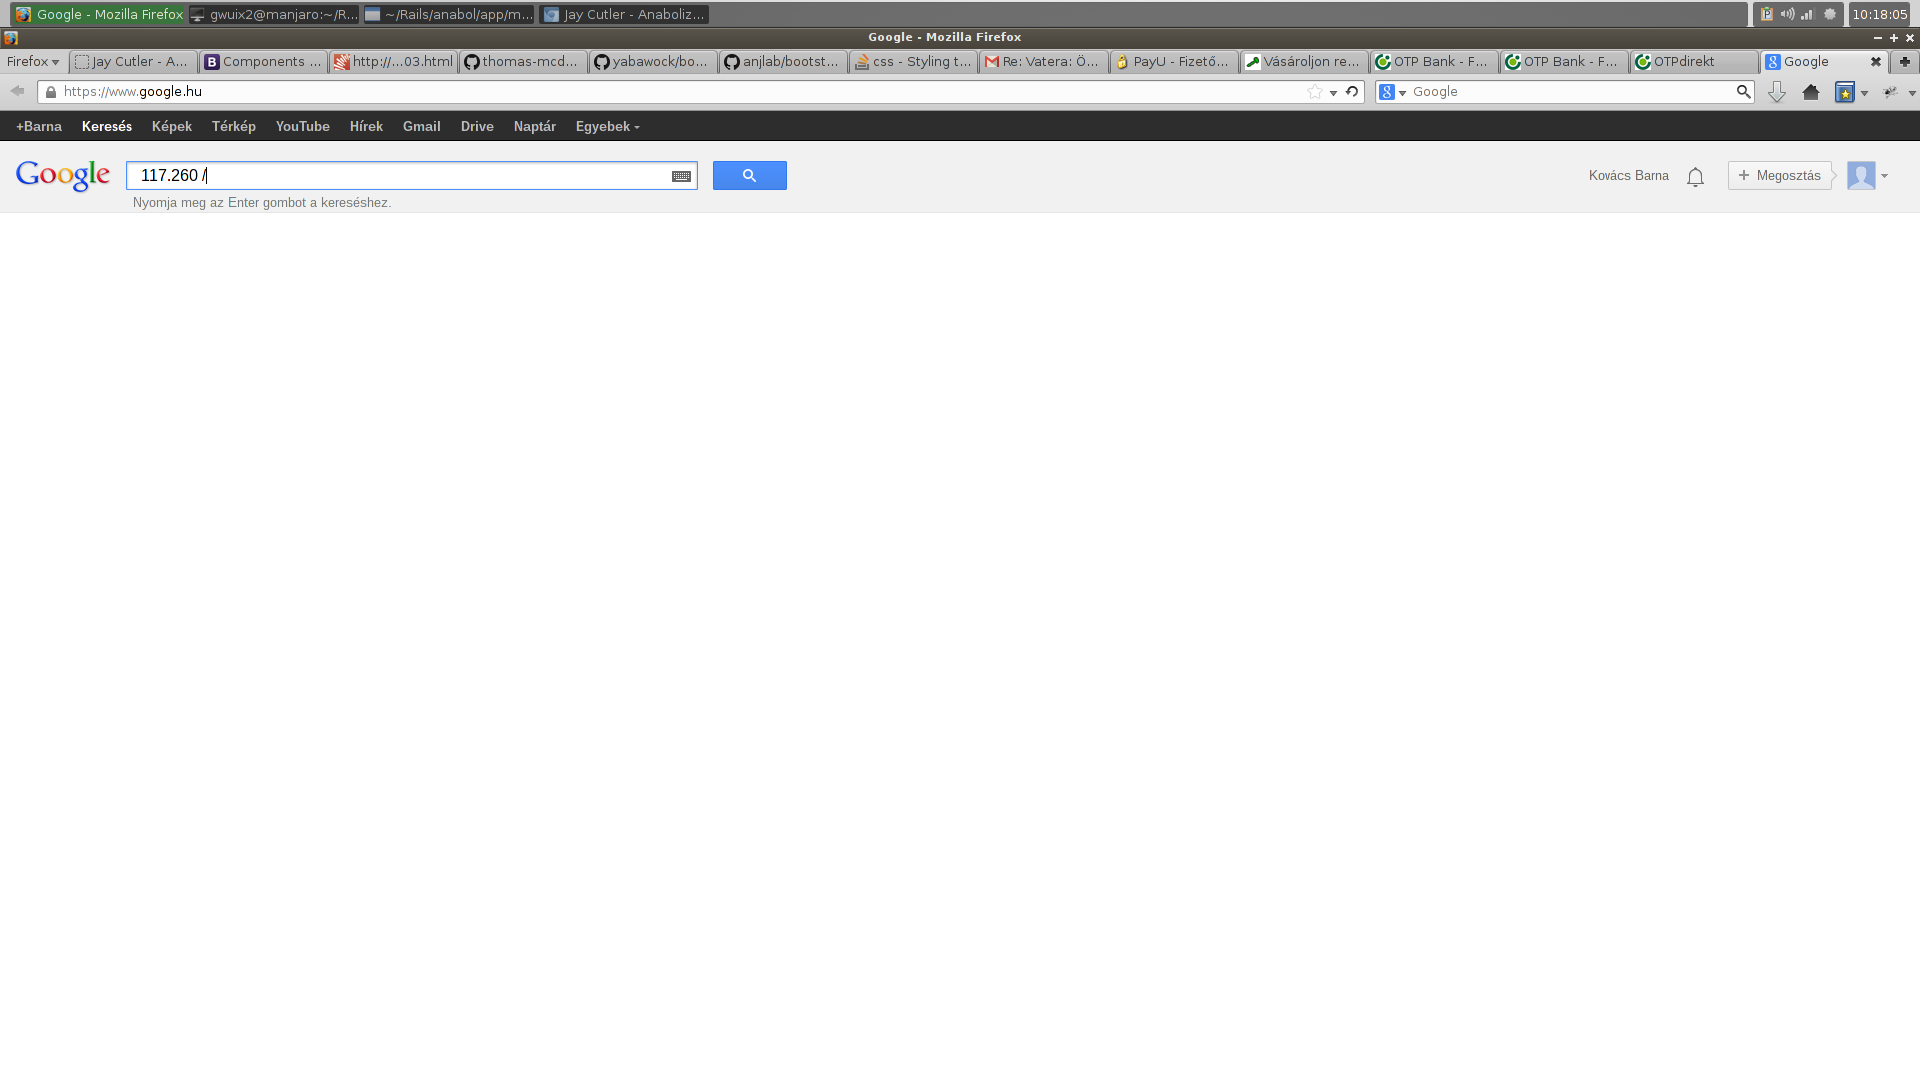 Google - Mozilla Firefox gwuix2@manjaro:~/R... ~/Rails/anabol/app/m... Jay Cutler - Anaboliz... 10:18:05
Google - Mozilla Firefox
Firefox Jay Cutler - A... Components ... http://...03.html thomas-mcd... yabawock/bo... anjlab/bootst... css - Styling t... Re: Vatera: Ö... PayU - Fizető... Vásároljon re... OTP Bank - F... OTP Bank - F... OTPdirekt Google
https://www.google.hu Google
+Barna Keresés Képek Térkép YouTube Hírek Gmail Drive Naptár Egyebek
Google 117.260 / Kovács Barna + Megosztás
Nyomja meg az Enter gombot a kereséshez.